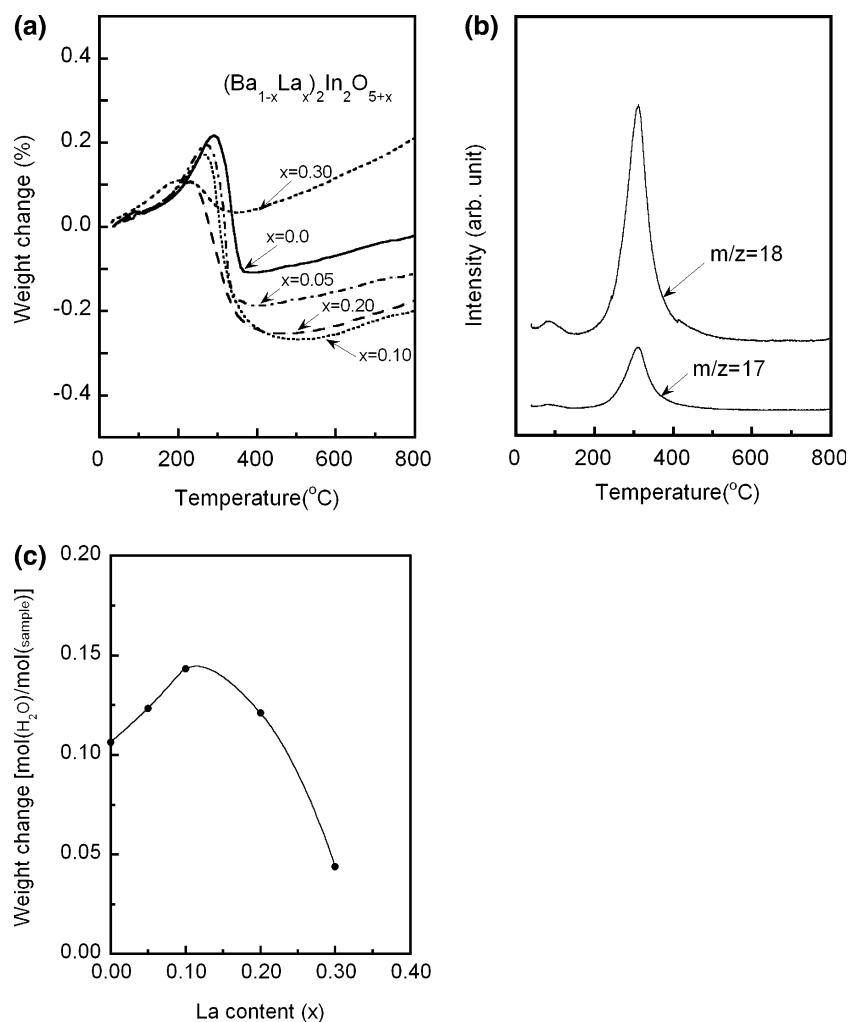 (a)
Weight change (%)
0.4
0.2
0.0
-0.2
-0.4
(Ba1-xLax)2In2O5+x
x=0.30
x=0.0
x=0.05
x=0.20
x=0.10
0 200 400 600 800
Temperature(°C)
(b)
Intensity (arb. unit)
m/z=18
m/z=17
0 200 400 600 800
Temperature(°C)
(c)
Weight change [mol(H2O)/mol(sample)]
0.20
0.15
0.10
0.05
0.00
0.00 0.10 0.20 0.30 0.40
La content (x)